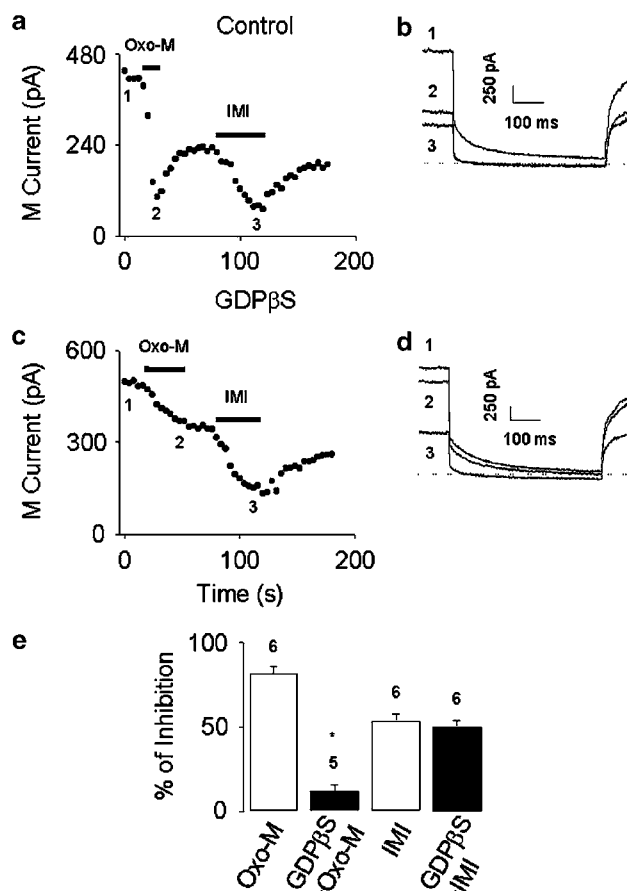 a
Control
b
480
240
0
M Current (pA)
Oxo-M
IMI
1
2
3
0
100
200
1
2
3
250 pA
100 ms
GDPβS
c
d
600
300
0
M Current (pA)
Oxo-M
IMI
1
2
3
0
100
200
Time (s)
1
2
3
250 pA
100 ms
e
100
50
0
% of Inhibition
6
*
5
6
6
Oxo-M
GDPβS
Oxo-M
IMI
GDPβS
IMI